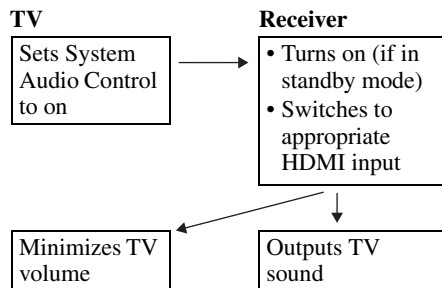 TV
Sets System
Audio Control
to on
Receiver
• Turns on (if in
standby mode)
• Switches to
appropriate
HDMI input
Minimizes TV
volume
Outputs TV
sound